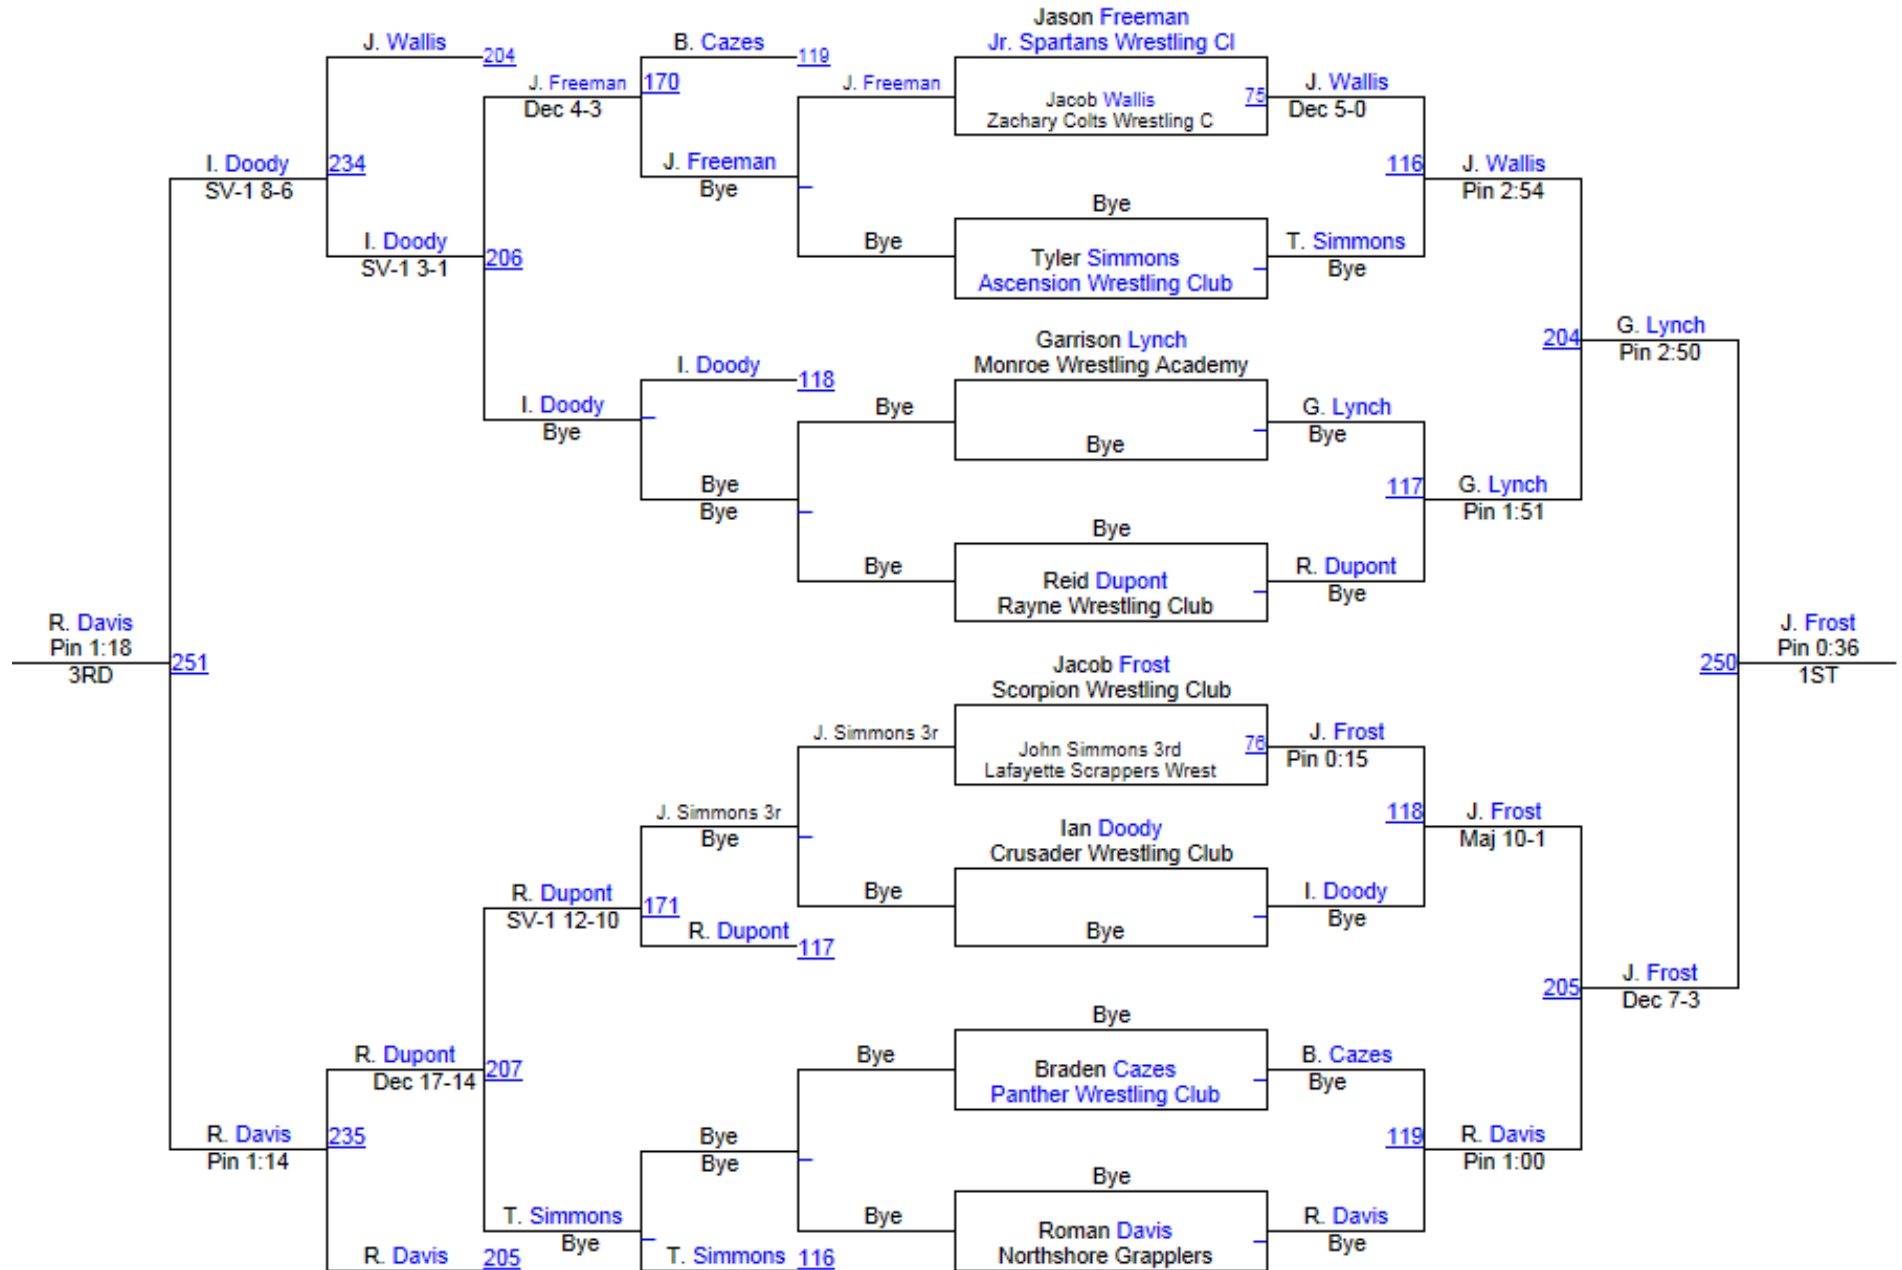 Jason Freeman
J. Wallis
B. Cazes
Jr. Spartans Wrestling Cl
204
119
J. Freeman
170
J. Freeman
J. Wallis
Dec 4-3
Jacob Wallis
75
Dec 5-0
Zachary Colts Wrestling C
I. Doody
234
J. Freeman
116
J. Wallis
SV-1 8-6
Bye
Pin 2:54
Bye
I. Doody
206
Bye
Tyler Simmons
T. Simmons
SV-1 3-1
Ascension Wrestling Club
Bye
Garrison Lynch
204
G. Lynch
I. Doody
118
Monroe Wrestling Academy
Pin 2:50
I. Doody
Bye
G. Lynch
Bye
Bye
Bye
Bye
117
G. Lynch
Bye
Pin 1:51
Bye
Bye
Reid Dupont
R. Dupont
Rayne Wrestling Club
Bye
R. Davis
J. Frost
Pin 1:18
251
250
Pin 0:36
3RD
1ST
Jacob Frost
Scorpion Wrestling Club
J. Simmons 3r
John Simmons 3rd
76
J. Frost
Lafayette Scrappers Wrest
Pin 0:15
J. Simmons 3r
118
J. Frost
Bye
Ian Doody
Maj 10-1
Crusader Wrestling Club
R. Dupont
171
Bye
I. Doody
SV-1 12-10
Bye
R. Dupont
117
Bye
205
J. Frost
Dec 7-3
Bye
R. Dupont
207
Bye
Braden Cazes
B. Cazes
Dec 17-14
Panther Wrestling Club
Bye
R. Davis
235
Bye
119
R. Davis
Pin 1:14
Bye
Pin 1:00
Bye
T. Simmons
Bye
Roman Davis
R. Davis
Bye
Northshore Grapplers
Bye
R. Davis
205
T. Simmons
116